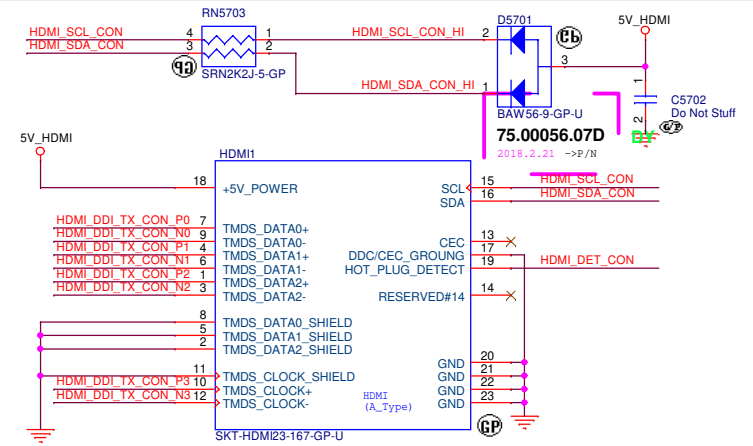 RN5703
HDMI_SCL_CON 4 1 HDMI_SCL_CON_HI
HDMI_SDA_CON 3 2
SRN2K2J-5-GP
HDMI_SDA_CON_HI
D5701
2
1
3
BAW56-9-GP-U
75.00056.07D
2018.2.21 ->P/N
5V_HDMI
1
C5702
Do Not Stuff
2
DY
5V_HDMI
HDMI1
18 +5V_POWER
SCL 15 HDMI_SCL_CON
SDA 16 HDMI_SDA_CON
HDMI_DDI_TX_CON_P0 7 TMDS_DATA0+
HDMI_DDI_TX_CON_N0 9 TMDS_DATA0-
HDMI_DDI_TX_CON_P1 4 TMDS_DATA1+
HDMI_DDI_TX_CON_N1 6 TMDS_DATA1-
HDMI_DDI_TX_CON_P2 1 TMDS_DATA2+
HDMI_DDI_TX_CON_N2 3 TMDS_DATA2-
CEC 13
DDC/CEC_GROUNG 17
HOT_PLUG_DETECT 19 HDMI_DET_CON
RESERVED#14 14
8 TMDS_DATA0_SHIELD
5 TMDS_DATA1_SHIELD
2 TMDS_DATA2_SHIELD
11 TMDS_CLOCK_SHIELD
HDMI_DDI_TX_CON_P3 10 TMDS_CLOCK+
HDMI_DDI_TX_CON_N3 12 TMDS_CLOCK-
GND 20
GND 21
GND 22
GND 23
HDMI
(A_Type)
GP
SKT-HDMI23-167-GP-U